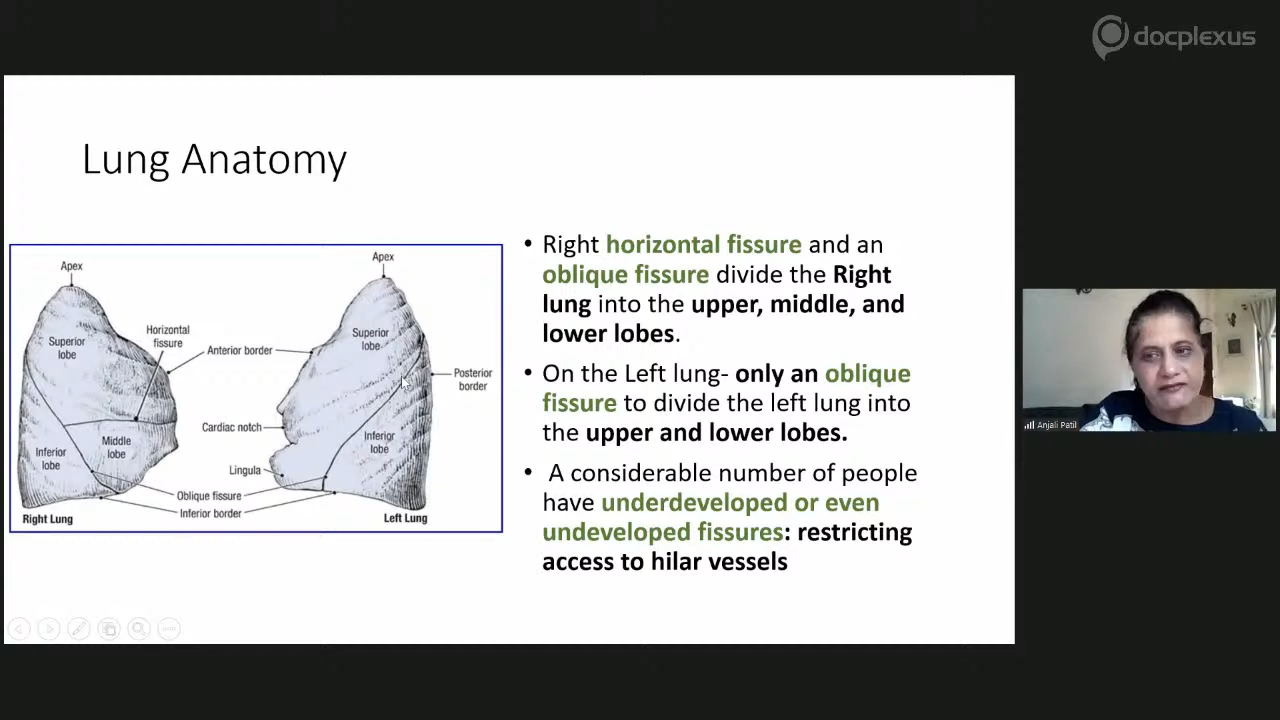 docplexus
Lung Anatomy
Apex
Apex
Superior
lobe
Horizontal
fissure
Anterior border
Superior
lobe
Posterior
border
Cardiac notch
Middle
lobe
Inferior
lobe
Inferior
lobe
Lingula
Oblique fissure
Inferior border
Right Lung
Left Lung
• Right horizontal fissure and an
oblique fissure divide the Right
lung into the upper, middle, and
lower lobes.
• On the Left lung- only an oblique
fissure to divide the left lung into
the upper and lower lobes.
• A considerable number of people
have underdeveloped or even
undeveloped fissures: restricting
access to hilar vessels
Anjali Patil